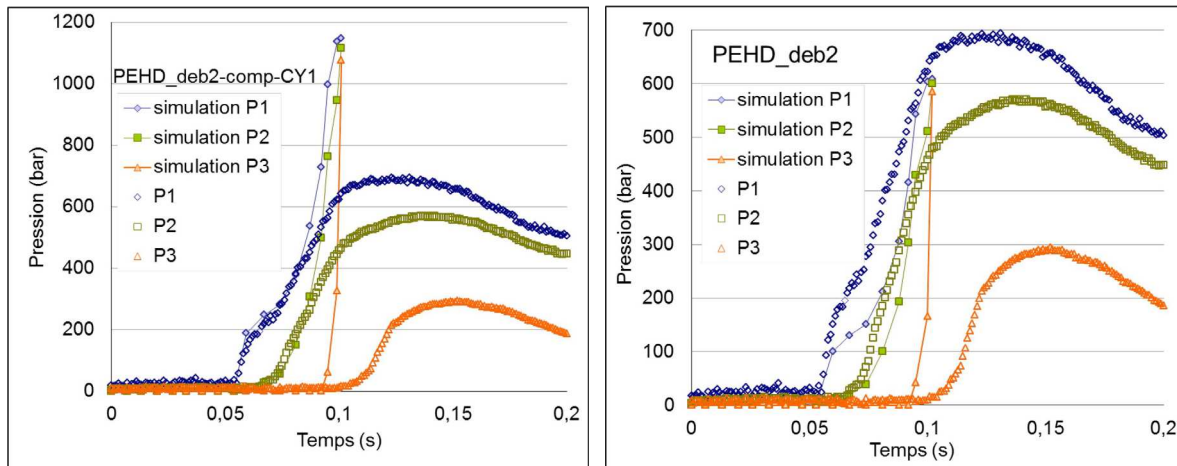 1200
1000
800
600
400
200
0
Pression (bar)
PEHD_deb2-comp-CY1
simulation P1
simulation P2
simulation P3
P1
P2
P3
0
0,05
0,1
0,15
0,2
Temps (s)
700
600
500
400
300
200
100
0
Pression (bar)
PEHD_deb2
simulation P1
simulation P2
simulation P3
P1
P2
P3
0
0,05
0,1
0,15
0,2
Temps (s)